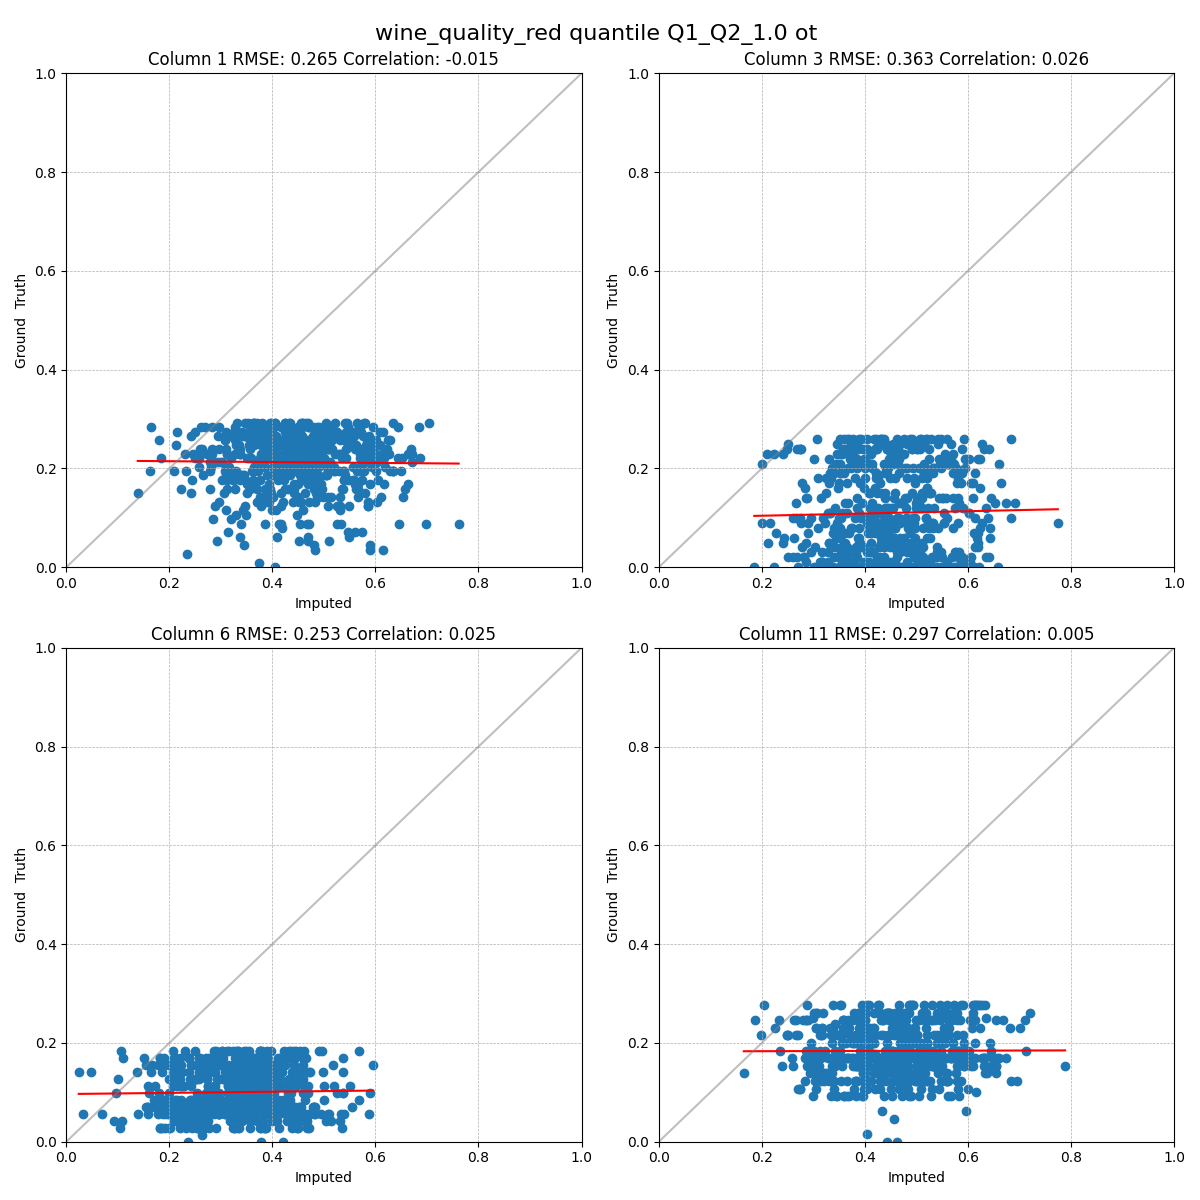 wine_quality_red quantile Q1_Q2_1.0 ot
Column 1 RMSE: 0.265 Correlation: -0.015
1.0
0.8
0.6
0.4
0.2
0.0
Ground  Truth
0.0 0.2 0.4 0.6 0.8 1.0
Imputed
Column 3 RMSE: 0.363 Correlation: 0.026
1.0
0.8
0.6
0.4
0.2
0.0
Ground  Truth
0.0 0.2 0.4 0.6 0.8 1.0
Imputed
Column 6 RMSE: 0.253 Correlation: 0.025
1.0
0.8
0.6
0.4
0.2
0.0
Ground  Truth
0.0 0.2 0.4 0.6 0.8 1.0
Imputed
Column 11 RMSE: 0.297 Correlation: 0.005
1.0
0.8
0.6
0.4
0.2
0.0
Ground  Truth
0.0 0.2 0.4 0.6 0.8 1.0
Imputed